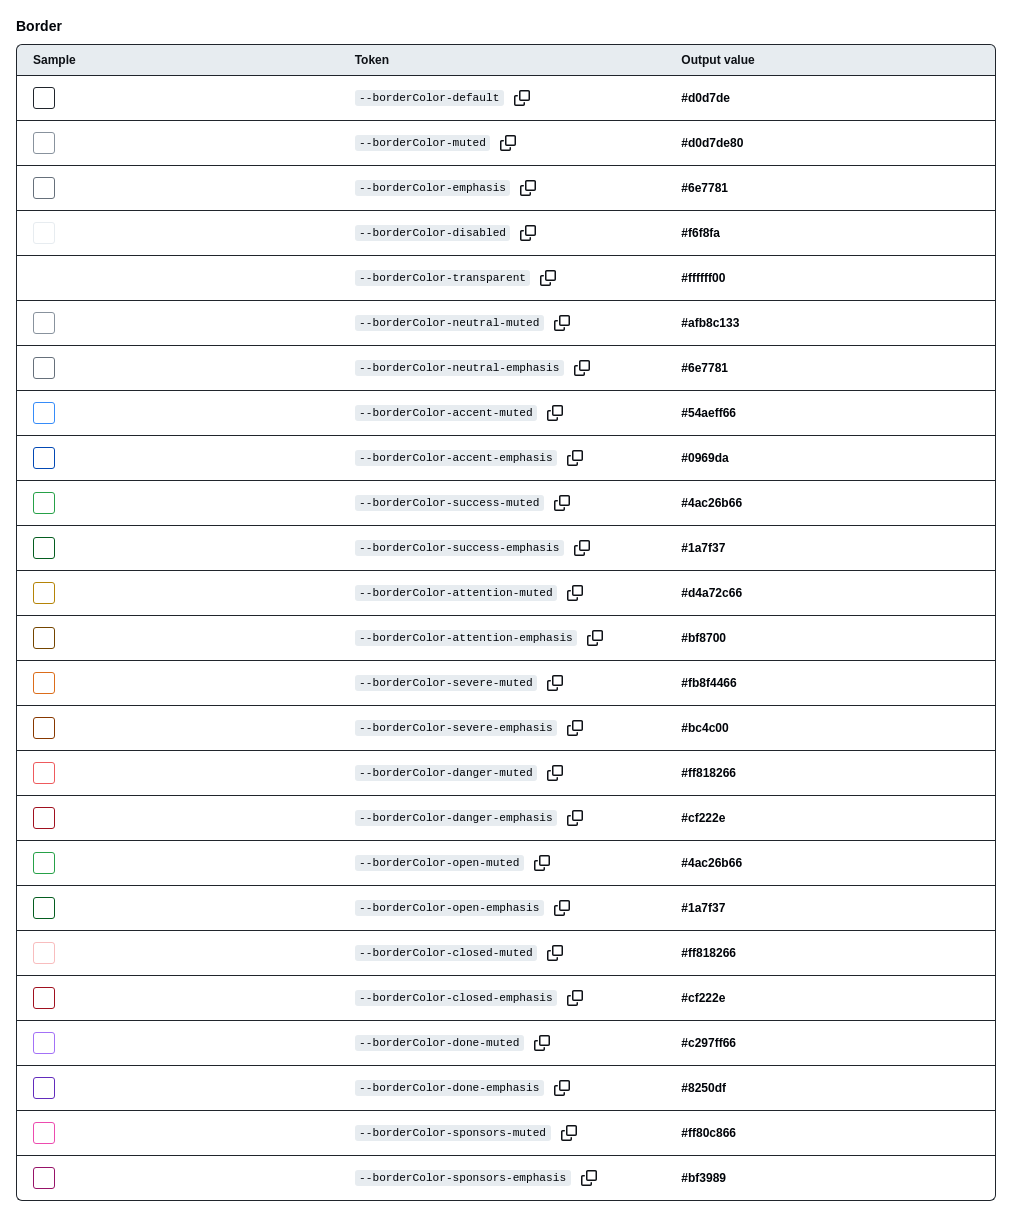 Border
Sample Token Output value
--borderColor-default #d0d7de
--borderColor-muted #d0d7de80
--borderColor-emphasis #6e7781
--borderColor-disabled #f6f8fa
--borderColor-transparent #ffffff00
--borderColor-neutral-muted #afb8c133
--borderColor-neutral-emphasis #6e7781
--borderColor-accent-muted #54aeff66
--borderColor-accent-emphasis #0969da
--borderColor-success-muted #4ac26b66
--borderColor-success-emphasis #1a7f37
--borderColor-attention-muted #d4a72c66
--borderColor-attention-emphasis #bf8700
--borderColor-severe-muted #fb8f4466
--borderColor-severe-emphasis #bc4c00
--borderColor-danger-muted #ff818266
--borderColor-danger-emphasis #cf222e
--borderColor-open-muted #4ac26b66
--borderColor-open-emphasis #1a7f37
--borderColor-closed-muted #ff818266
--borderColor-closed-emphasis #cf222e
--borderColor-done-muted #c297ff66
--borderColor-done-emphasis #8250df
--borderColor-sponsors-muted #ff80c866
--borderColor-sponsors-emphasis #bf3989